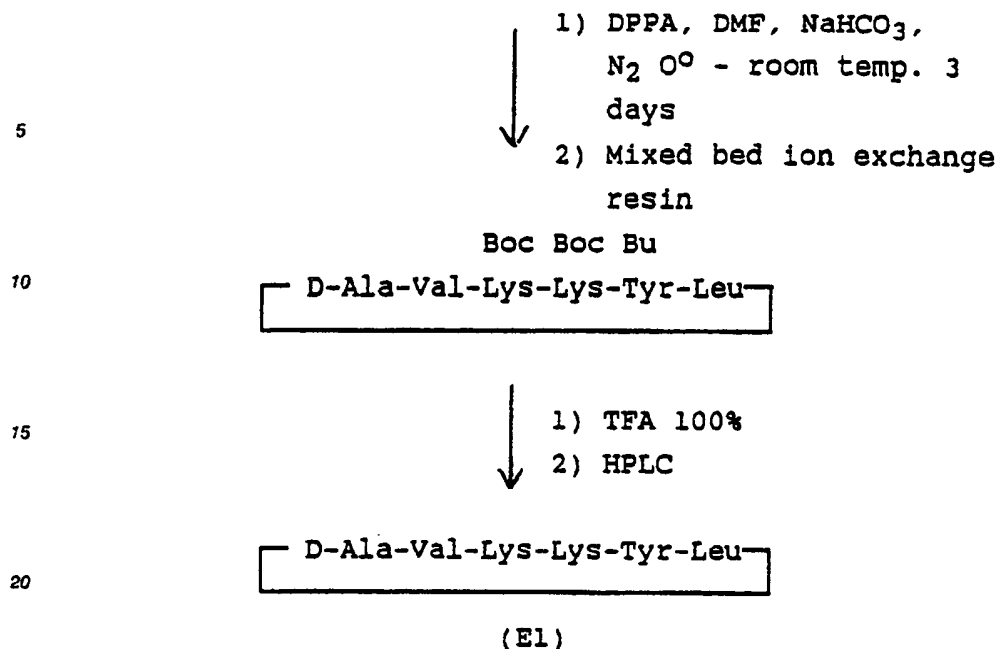 1) DPPA, DMF, NaHCO3,
N2 O° - room temp. 3
days
5
2) Mixed bed ion exchange
resin
Boc Boc Bu
10
D-Ala-Val-Lys-Lys-Tyr-Leu
1) TFA 100%
15
2) HPLC
D-Ala-Val-Lys-Lys-Tyr-Leu
20
(E1)